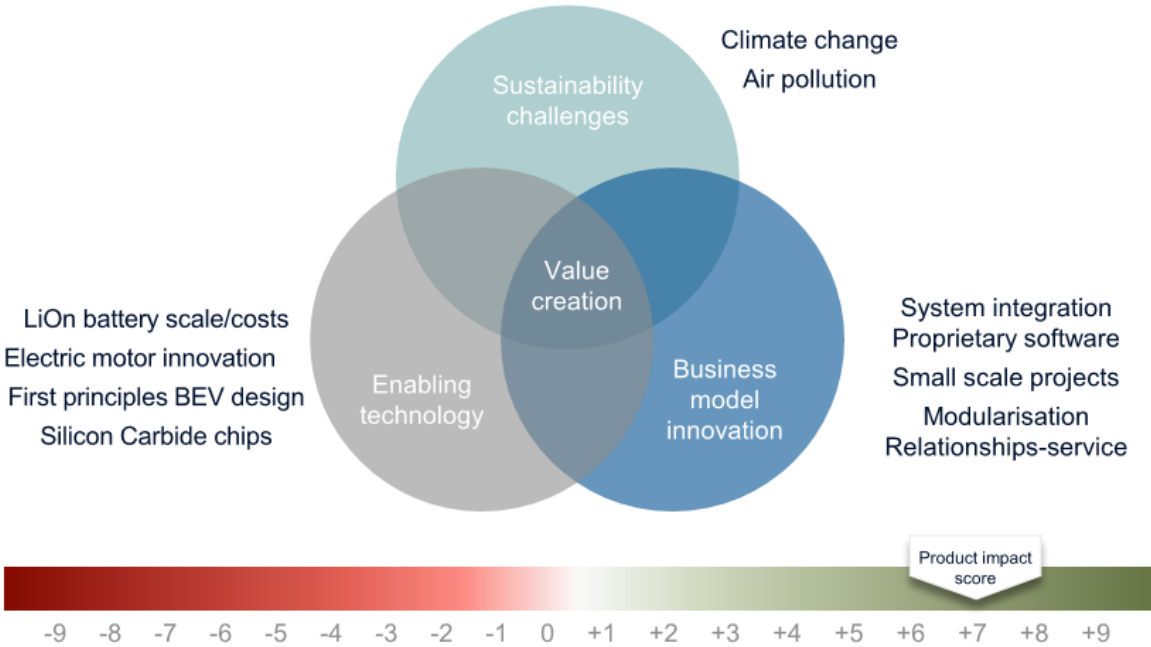 Climate change
Air pollution
Sustainability
challenges
Value
creation
LiOn battery scale/costs
Electric motor innovation
First principles BEV design
Silicon Carbide chips
Enabling
technology
Business
model
innovation
System integration
Proprietary software
Small scale projects
Modularisation
Relationships-service
Product impact
score
-9 -8 -7 -6 -5 -4 -3 -2 -1 0 +1 +2 +3 +4 +5 +6 +7 +8 +9